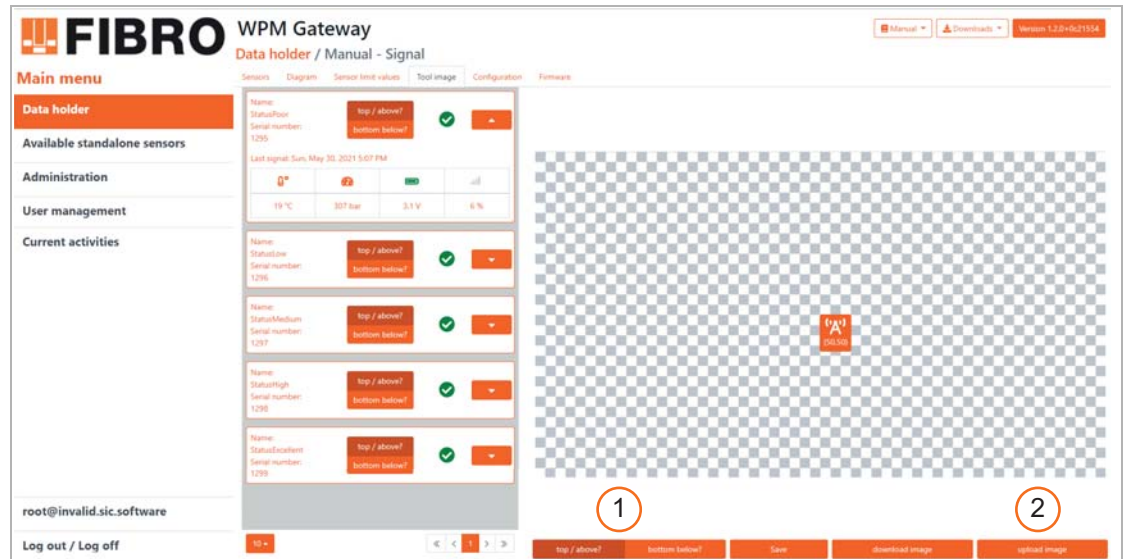 FIBRO
WPM Gateway
Manual
Downloads
Version 1.2.0+0c21554
Data holder / Manual - Signal
Main menu
Sensors
Diagram
Sensor limit values
Tool image
Configuration
Firmware
Data holder
Available standalone sensors
Administration
User management
Current activities
root@invalid.sic.software
Log out / Log off
Name:
StatusPoor
Serial number:
1295
top / above?
bottom below?
Last signal: Sun, May 30, 2021 5:07 PM
19 °C
307 bar
3.1 V
6 %
Name:
StatusLow
Serial number:
1296
top / above?
bottom below?
Name:
StatusMedium
Serial number:
1297
top / above?
bottom below?
Name:
StatusHigh
Serial number:
1298
top / above?
bottom below?
Name:
StatusExcellent
Serial number:
1299
top / above?
bottom below?
10
« < 1 > »
(50,50)
1
2
top / above?
bottom below?
Save
download image
upload image